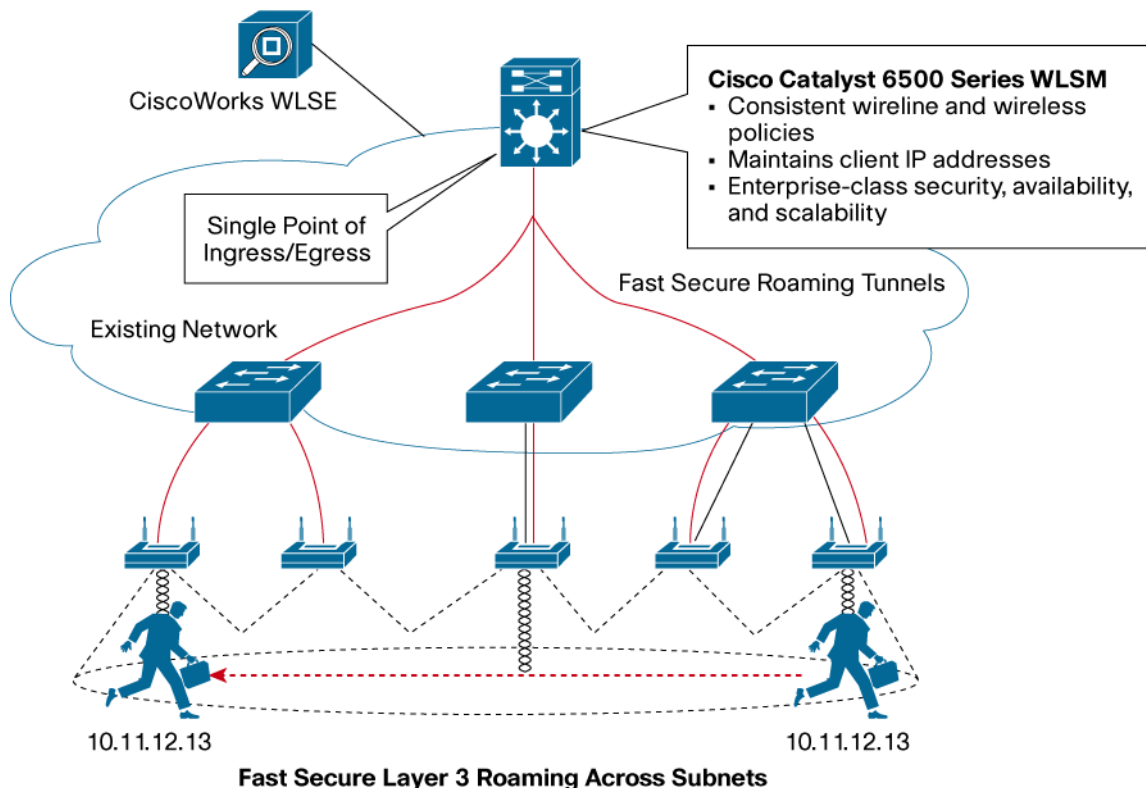 CiscoWorks WLSE
Cisco Catalyst 6500 Series WLSM
▪ Consistent wireline and wireless
policies
▪ Maintains client IP addresses
▪ Enterprise-class security, availability,
and scalability
Single Point of
Ingress/Egress
Fast Secure Roaming Tunnels
Existing Network
10.11.12.13
10.11.12.13
Fast Secure Layer 3 Roaming Across Subnets